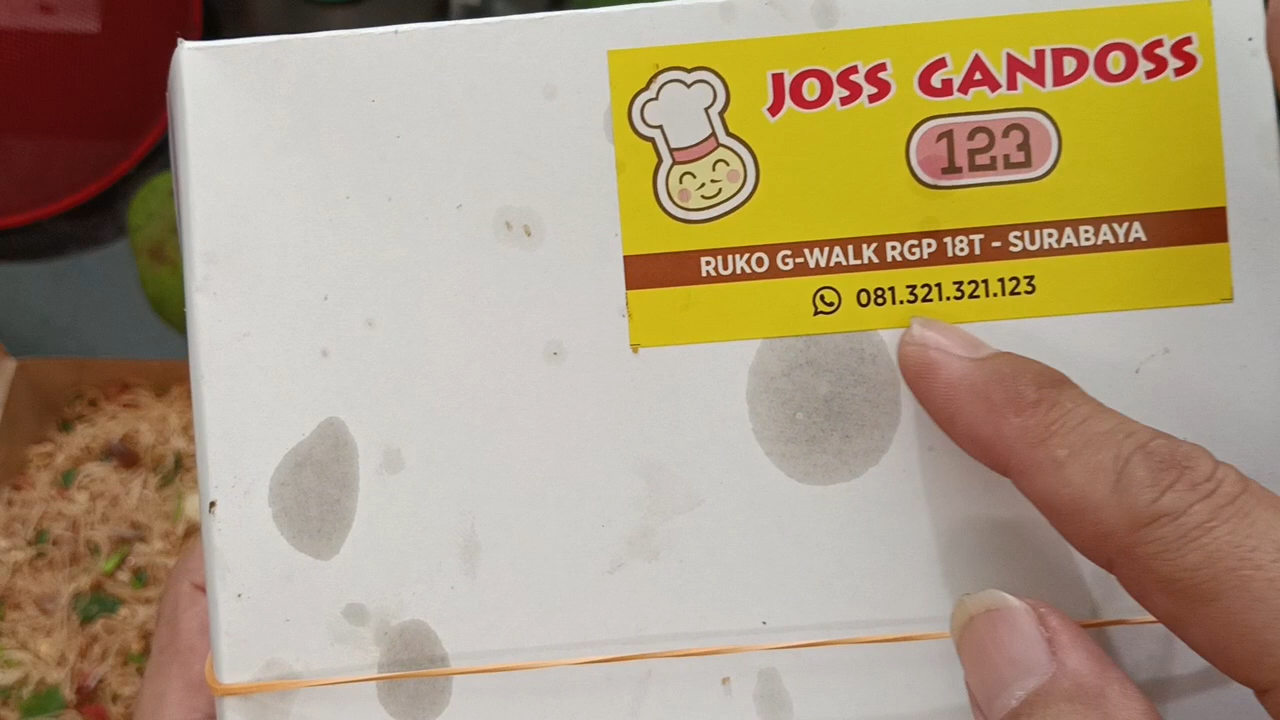 JOSS GANDOSS
123
RUKO G-WALK RGP 18T - SURABAYA
081.321.321.123